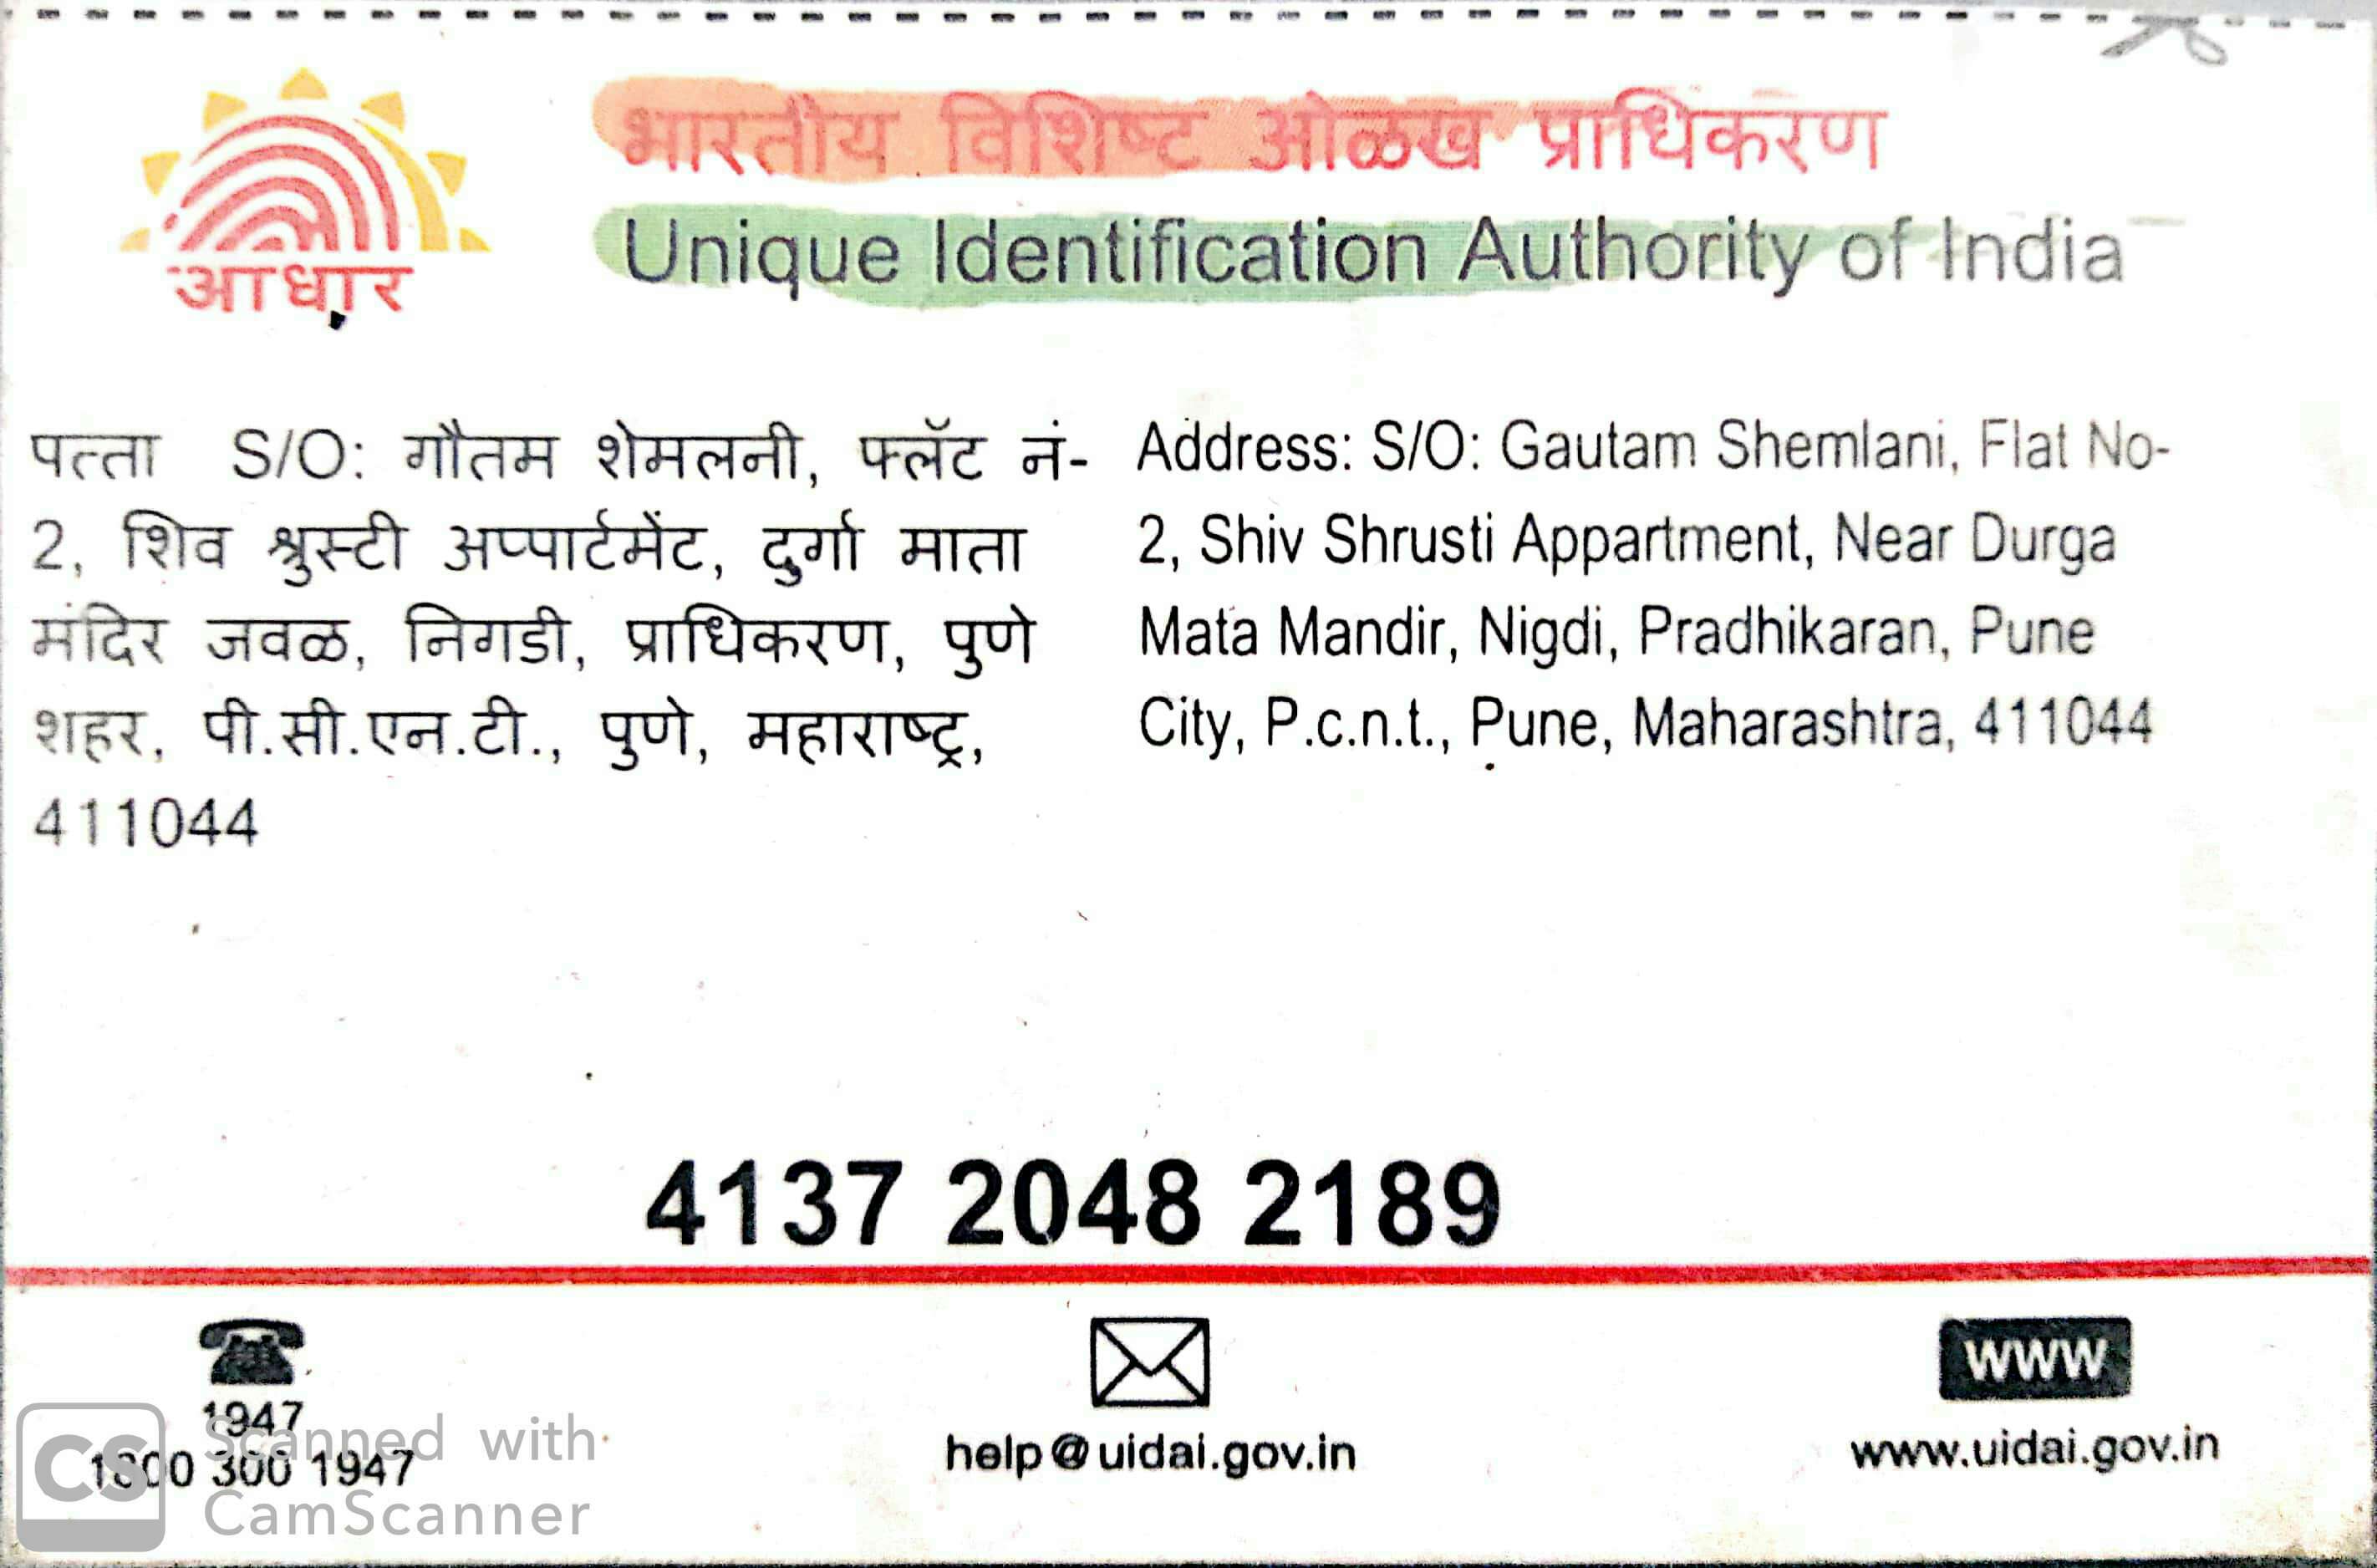 भारतीय विशिष्ट ओळख प्राधिकरण
Unique Identification Authority of India
आधार
पत्ता S/O: गौतम शेमलनी, फ्लॅट नं-
2, शिव श्रुस्टी अप्पार्टमेंट, दुर्गा माता
मंदिर जवळ, निगडी, प्राधिकरण, पुणे
शहर, पी.सी.एन.टी., पुणे, महाराष्ट्र,
411044
Address: S/O: Gautam Shemlani, Flat No-
2, Shiv Shrusti Appartment, Near Durga
Mata Mandir, Nigdi, Pradhikaran, Pune
City, P.c.n.t., Pune, Maharashtra, 411044
4137 2048 2189
1947
1800 300 1947
help@uidai.gov.in
WWW
www.uidai.gov.in
CS
Scanned with
CamScanner